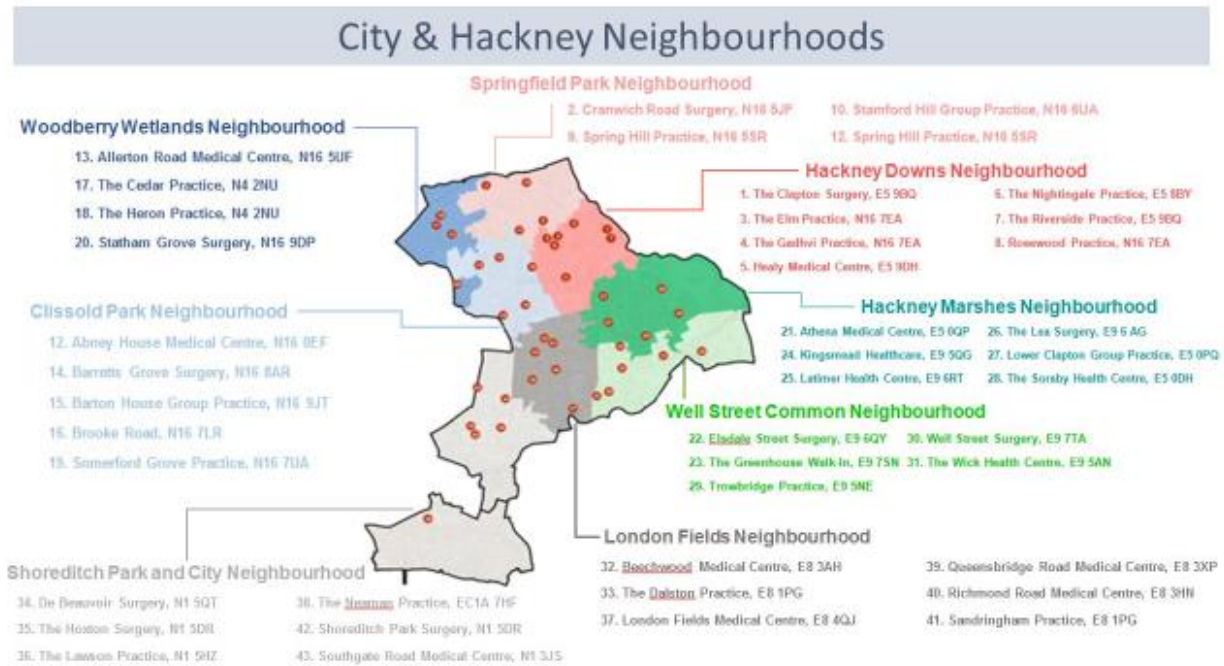 City & Hackney Neighbourhoods
Springfield Park Neighbourhood
2. Cranwich Road Surgery, N16 5JF
10. Stamford Hill Group Practice, N16 6UA
9. Spring Hill Practice, N16 5SR
12. Spring Hill Practice, N16 5SR
Woodberry Wetlands Neighbourhood
13. Allerton Road Medical Centre, N16 5UF
17. The Cedar Practice, N4 2NU
18. The Heron Practice, N4 2NU
20. Statham Grove Surgery, N16 9DP
Hackney Downs Neighbourhood
1. The Clapton Surgery, E5 9BQ
6. The Nightingale Practice, E5 8BY
3. The Elm Practice, N16 7EA
7. The Riverside Practice, E5 9BQ
4. The Gadhvi Practice, N16 7EA
8. Rosewood Practice, N16 7EA
5. Healy Medical Centre, E5 9DH
Clissold Park Neighbourhood
12. Abney House Medical Centre, N16 0EF
14. Barretts Grove Surgery, N16 8AR
15. Barton House Group Practice, N16 9JT
16. Brooke Road, N16 7LR
19. Somerford Grove Practice, N16 7UA
Hackney Marshes Neighbourhood
21. Athena Medical Centre, E5 0QP
26. The Lea Surgery, E9 6 AG
24. Kingsmead Healthcare, E9 5QG
27. Lower Clapton Group Practice, E5 0PQ
25. Latimer Health Centre, E9 6RT
28. The Sorsby Health Centre, E5 0DH
Well Street Common Neighbourhood
22. Elsdale Street Surgery, E9 6QY
30. Well Street Surgery, E9 7TA
23. The Greenhouse Walk-In, E9 7SN
31. The Wick Health Centre, E9 5AN
29. Trowbridge Practice, E9 5NE
London Fields Neighbourhood
32. Beechwood Medical Centre, E8 3AH
39. Queensbridge Road Medical Centre, E8 3XP
33. The Dalston Practice, E8 1PG
40. Richmond Road Medical Centre, E8 3HN
37. London Fields Medical Centre, E8 4QJ
41. Sandringham Practice, E8 1PG
Shoreditch Park and City Neighbourhood
34. De Beauvoir Surgery, N1 5QT
38. The Neaman Practice, EC1A 7HF
35. The Hoxton Surgery, N1 5DR
42. Shoreditch Park Surgery, N1 5DR
36. The Lawson Practice, N1 5HZ
43. Southgate Road Medical Centre, N1 3JS